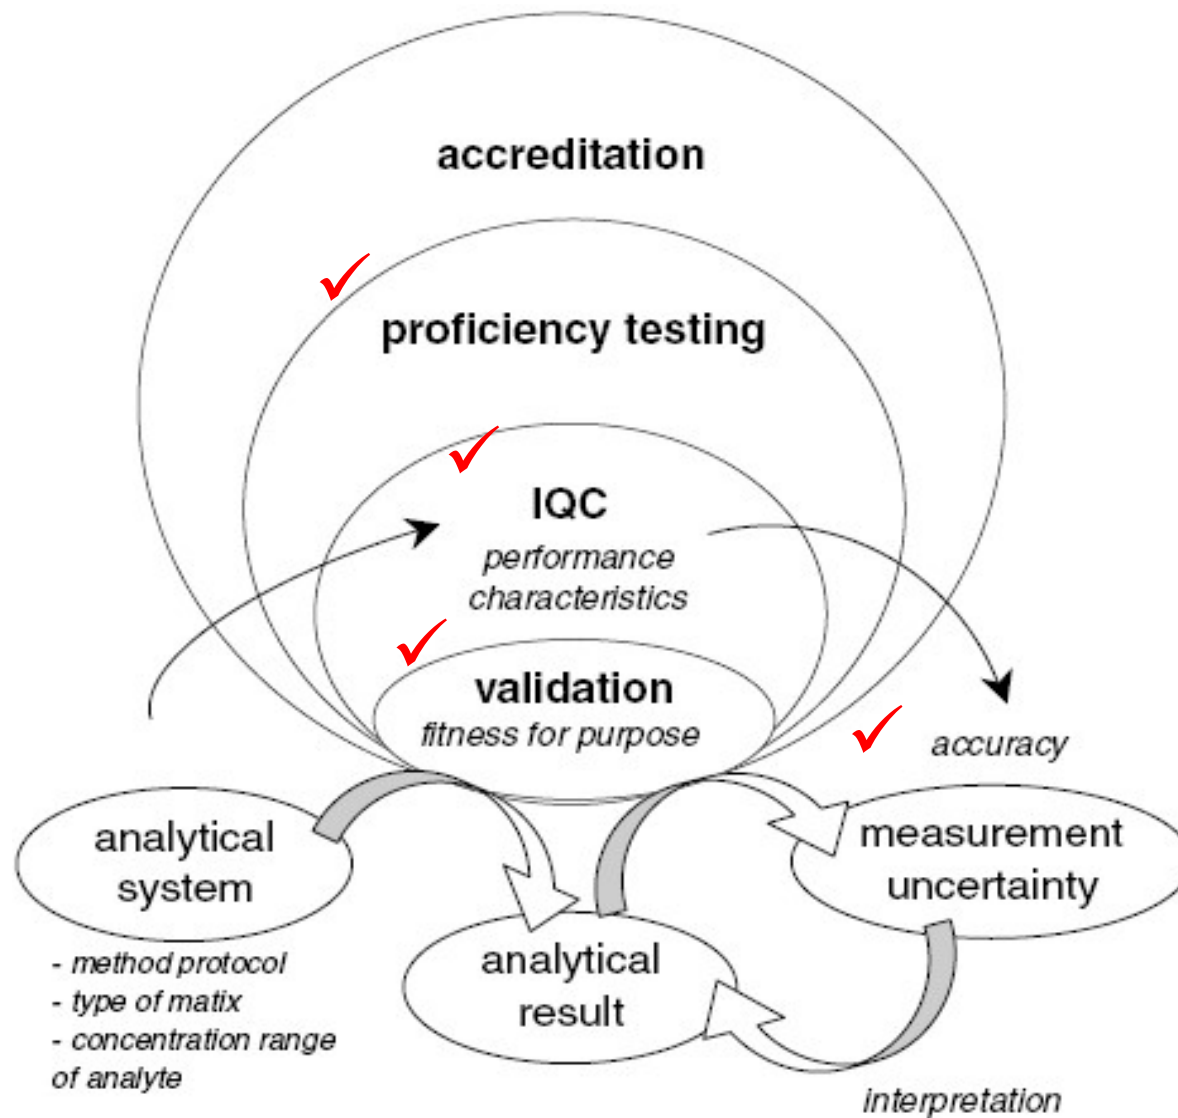 accreditation
proficiency testing
IQC
performance
characteristics
validation
fitness for purpose
accuracy
analytical
system
measurement
uncertainty
- method protocol
- type of matix
- concentration range
of analyte
analytical
result
interpretation